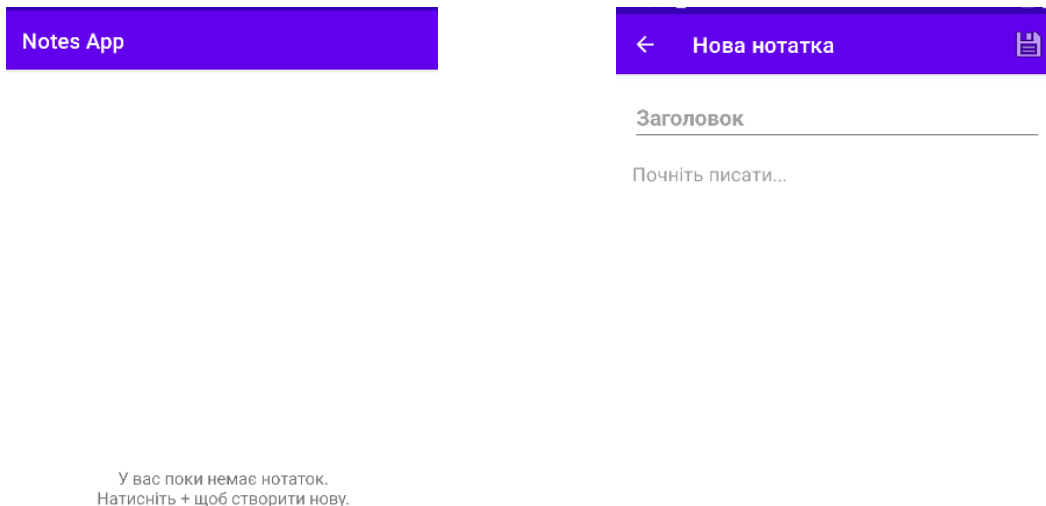 Notes App
У вас поки немає нотаток.
Натисніть + щоб створити нову.
Нова нотатка
Заголовок
Почніть писати...